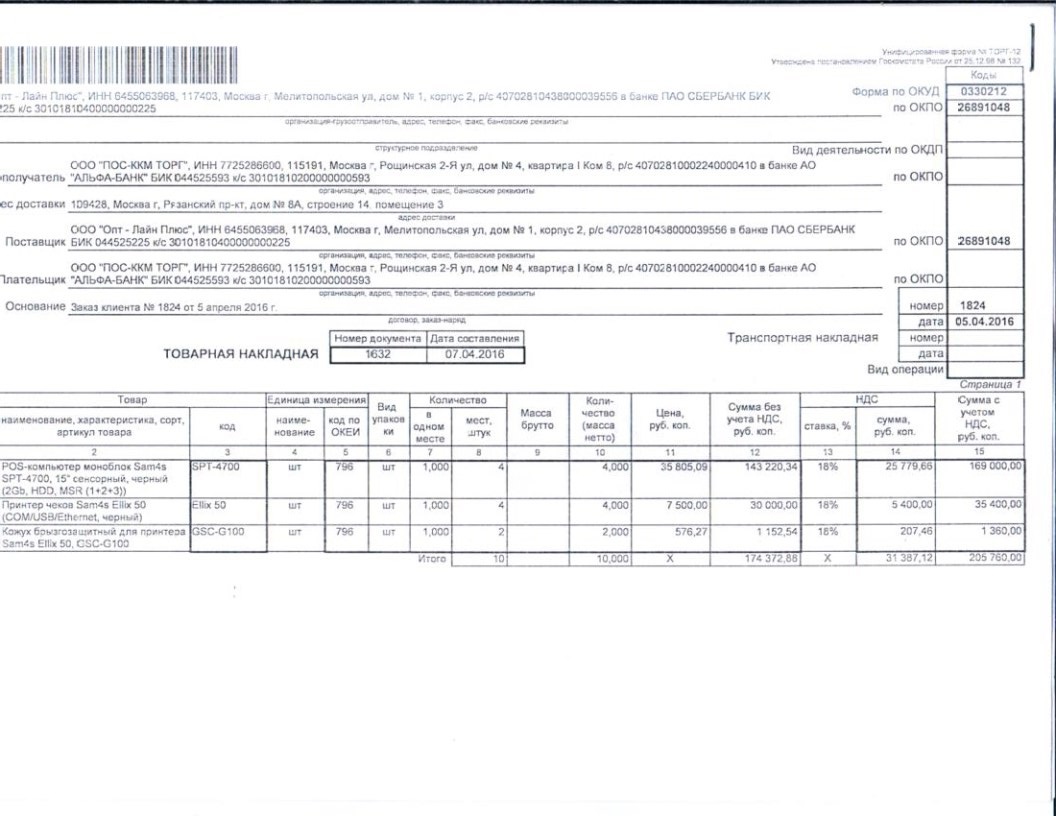 Унифицированная форма № ТОРГ-12
Утверждена постановлением Госкомстата России от 25.12.98 № 132
Коды
Форма по ОКУД 0330212
пт - Лайн Плюс", ИНН 6455063968, 117403, Москва г, Мелитопольская ул, дом № 1, корпус 2, р/с 40702810438000039556 в банке ПАО СБЕРБАНК БИК
225 к/с 30101810400000000225
по ОКПО 26891048
организация-грузоотправитель, адрес, телефон, факс, банковские реквизиты
структурное подразделение
Вид деятельности по ОКДП
ООО "ПОС-ККМ ТОРГ", ИНН 7725286600, 115191, Москва г, Рощинская 2-Я ул, дом № 4, квартира I Ком 8, р/с 40702810002240000410 в банке АО
ополучатель "АЛЬФА-БАНК" БИК 044525593 к/с 30101810200000000593
по ОКПО
организация, адрес, телефон, факс, банковские реквизиты
ес доставки 109428, Москва г, Рязанский пр-кт, дом № 8А, строение 14, помещение 3
адрес доставки
ООО "Опт - Лайн Плюс", ИНН 6455063968, 117403, Москва г, Мелитопольская ул, дом № 1, корпус 2, р/с 40702810438000039556 в банке ПАО СБЕРБАНК
Поставщик БИК 044525225 к/с 30101810400000000225
по ОКПО 26891048
организация, адрес, телефон, факс, банковские реквизиты
ООО "ПОС-ККМ ТОРГ", ИНН 7725286600, 115191, Москва г, Рощинская 2-Я ул, дом № 4, квартира I Ком 8, р/с 40702810002240000410 в банке АО
Плательщик "АЛЬФА-БАНК" БИК 044525593 к/с 30101810200000000593
по ОКПО
организация, адрес, телефон, факс, банковские реквизиты
Основание Заказ клиента № 1824 от 5 апреля 2016 г.
номер 1824
договор, заказ-наряд
дата 05.04.2016
Номер документа Дата составления
Транспортная накладная номер
ТОВАРНАЯ НАКЛАДНАЯ 1632 07.04.2016
дата
Вид операции
Страница 1
Товар Единица измерения Вид упаков ки Количество Масса брутто Коли-чество (масса нетто) Цена, руб. коп. Сумма без учета НДС, руб. коп. НДС Сумма с учетом НДС, руб. коп.
наименование, характеристика, сорт, артикул товара код наиме-нование код по ОКЕИ в одном месте мест, штук ставка, % сумма, руб. коп.
2 3 4 5 6 7 8 9 10 11 12 13 14 15
POS-компьютер моноблок Sam4s SPT-4700 шт 796 шт 1,000 4 4,000 35 805,09 143 220,34 18% 25 779,66 169 000,00
SPT-4700, 15" сенсорный, черный
(2Gb, HDD, MSR (1+2+3))
Принтер чеков Sam4s Ellix 50 Ellix 50 шт 796 шт 1,000 4 4,000 7 500,00 30 000,00 18% 5 400,00 35 400,00
(COM/USB/Ethernet, черный)
Кожух брызгозащитный для принтера GSC-G100 шт 796 шт 1,000 2 2,000 576,27 1 152,54 18% 207,46 1 360,00
Sam4s Ellix 50, GSC-G100
Итого 10 10,000 Х 174 372,88 Х 31 387,12 205 760,00